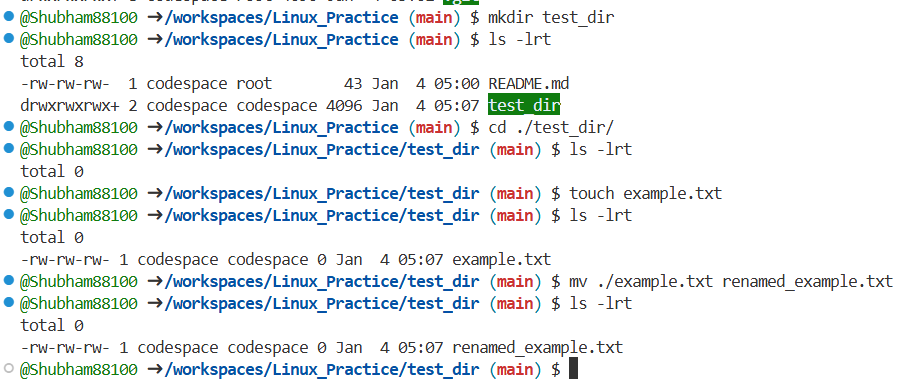 @Shubham88100 ➜/workspaces/Linux_Practice (main) $ mkdir test_dir
@Shubham88100 ➜/workspaces/Linux_Practice (main) $ ls -lrt
total 8
-rw-rw-rw-  1 codespace root        43 Jan  4 05:00 README.md
drwxrwxrwx+ 2 codespace codespace 4096 Jan  4 05:07 test_dir
@Shubham88100 ➜/workspaces/Linux_Practice (main) $ cd ./test_dir/
@Shubham88100 ➜/workspaces/Linux_Practice/test_dir (main) $ ls -lrt
total 0
@Shubham88100 ➜/workspaces/Linux_Practice/test_dir (main) $ touch example.txt
@Shubham88100 ➜/workspaces/Linux_Practice/test_dir (main) $ ls -lrt
total 0
-rw-rw-rw- 1 codespace codespace 0 Jan  4 05:07 example.txt
@Shubham88100 ➜/workspaces/Linux_Practice/test_dir (main) $ mv ./example.txt renamed_example.txt
@Shubham88100 ➜/workspaces/Linux_Practice/test_dir (main) $ ls -lrt
total 0
-rw-rw-rw- 1 codespace codespace 0 Jan  4 05:07 renamed_example.txt
@Shubham88100 ➜/workspaces/Linux_Practice/test_dir (main) $